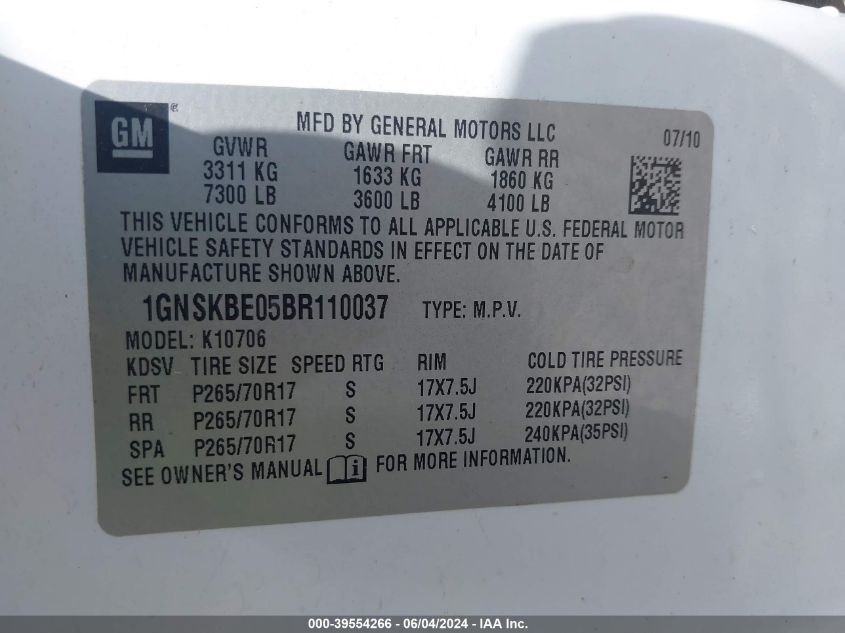 GM ®
MFD BY GENERAL MOTORS LLC 07/10
GVWR GAWR FRT GAWR RR
3311 KG 1633 KG 1860 KG
7300 LB 3600 LB 4100 LB
THIS VEHICLE CONFORMS TO ALL APPLICABLE U.S. FEDERAL MOTOR
VEHICLE SAFETY STANDARDS IN EFFECT ON THE DATE OF
MANUFACTURE SHOWN ABOVE.
1GNSKBE05BR110037 TYPE: M.P.V.
MODEL: K10706
KDSV TIRE SIZE SPEED RTG RIM COLD TIRE PRESSURE
FRT P265/70R17 S 17X7.5J 220KPA(32PSI)
RR P265/70R17 S 17X7.5J 220KPA(32PSI)
SPA P265/70R17 S 17X7.5J 240KPA(35PSI)
SEE OWNER'S MANUAL i FOR MORE INFORMATION.
000-39554266 - 06/04/2024 - IAA Inc.